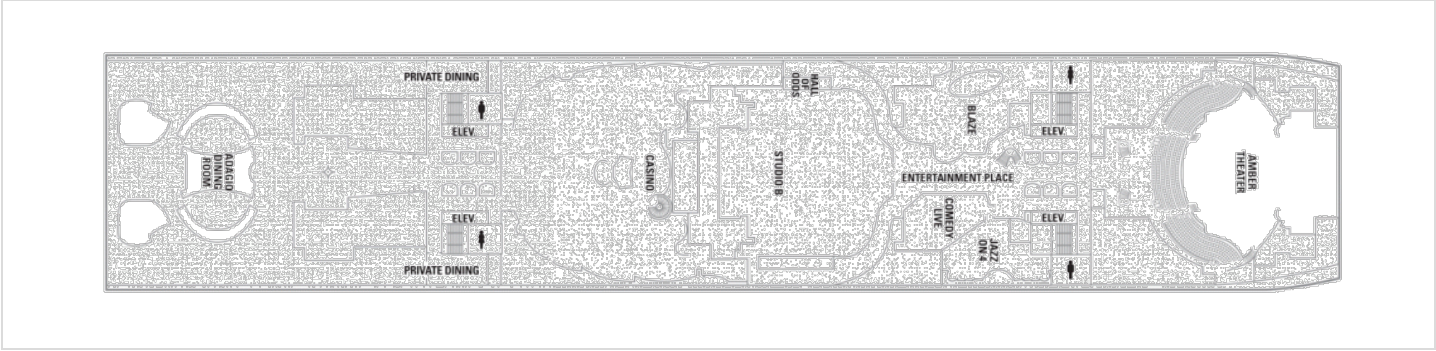 PRIVATE DINING
ELEV.
ADAGIO
DINING
ROOM
ELEV.
PRIVATE DINING
CASINO
STUDIO B
HALL
OF
ODDS
BLAZE
ENTERTAINMENT PLACE
COMEDY
LIVE
JAZZ
ON 4
ELEV.
ELEV.
AMBER
THEATER